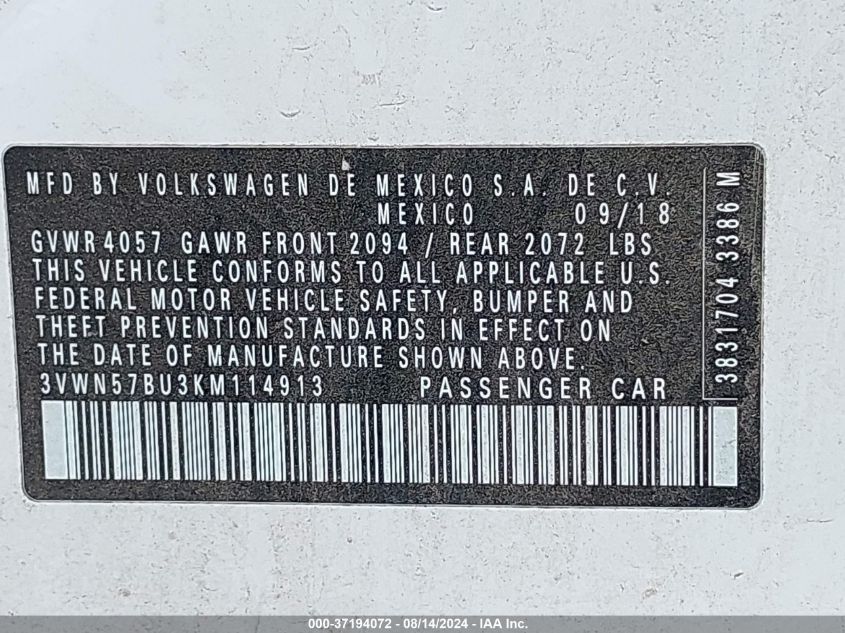 MFD BY VOLKSWAGEN DE MEXICO S.A. DE C.V.
MEXICO 09/18
GVWR 4057 GAWR FRONT 2094 / REAR 2072 LBS
THIS VEHICLE CONFORMS TO ALL APPLICABLE U.S.
FEDERAL MOTOR VEHICLE SAFETY, BUMPER AND
THEFT PREVENTION STANDARDS IN EFFECT ON
THE DATE OF MANUFACTURE SHOWN ABOVE.
3VWN57BU3KM114913 PASSENGER CAR
3831704 3386 M
000-37194072 - 08/14/2024 - IAA Inc.